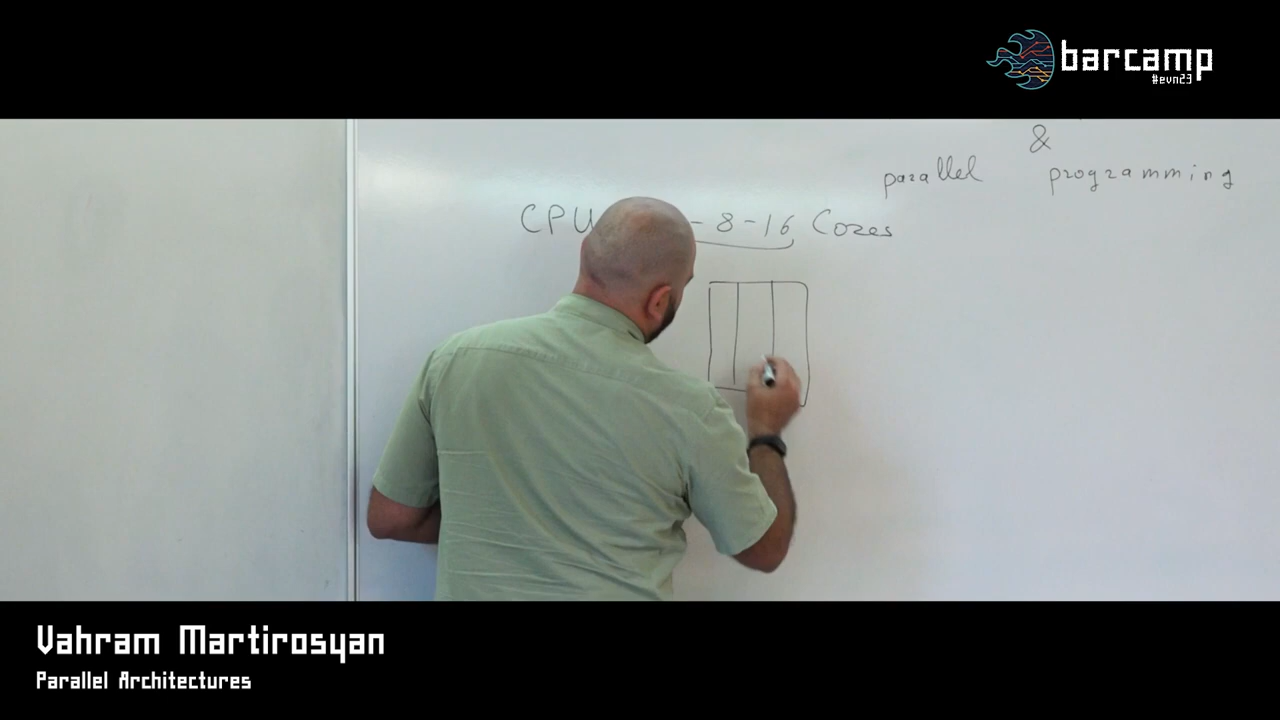 barcamp
#evn23
&
parallel programming
CPU - 8 - 16 Cores
Vahram Martirosyan
Parallel Architectures